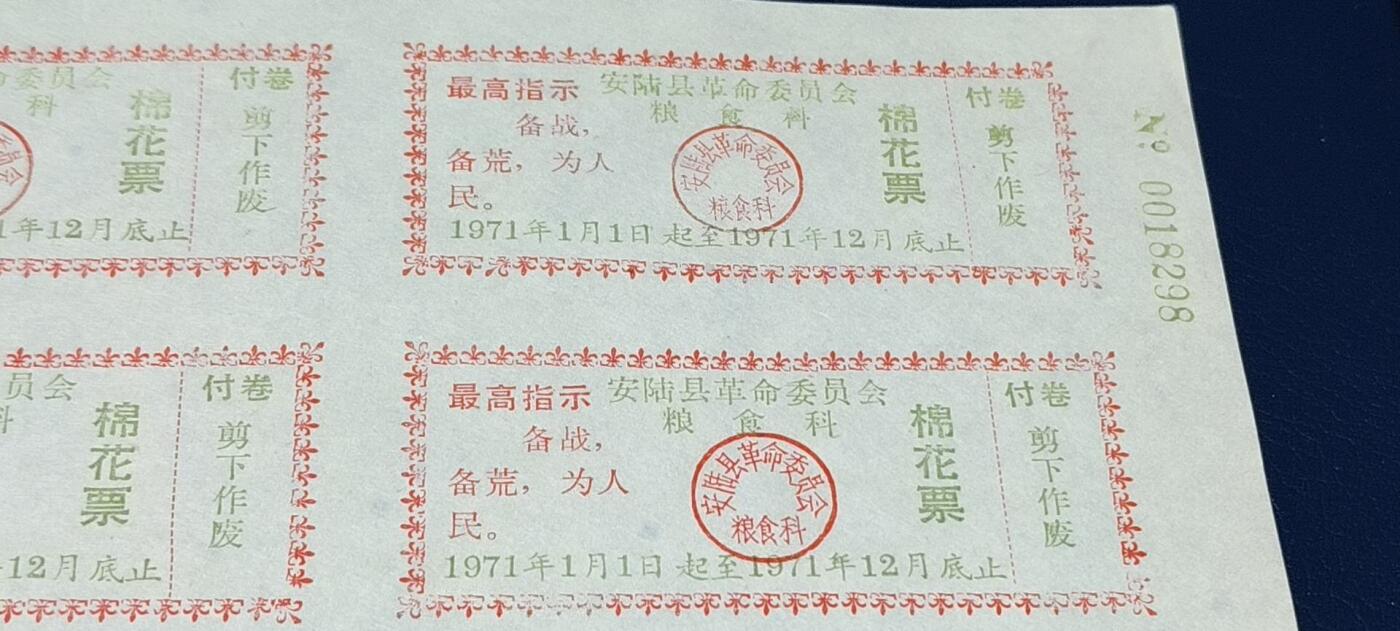 命委员会
科
棉花票
付卷
剪下作废
1年12月底止
最高指示
备战,
备荒,为人
民。
安陆县革命委员会
粮食科
安陆县革命委员会
粮食科
棉花票
1971年1月1日起至1971年12月底止
付卷
剪下作废
№ 0018298
员会
科
棉花票
付卷
剪下作废
12月底止
最高指示
备战,
备荒,为人
民。
安陆县革命委员会
粮食科
安陆县革命委员会
粮食科
棉花票
1971年1月1日起至1971年12月底止
付卷
剪下作废